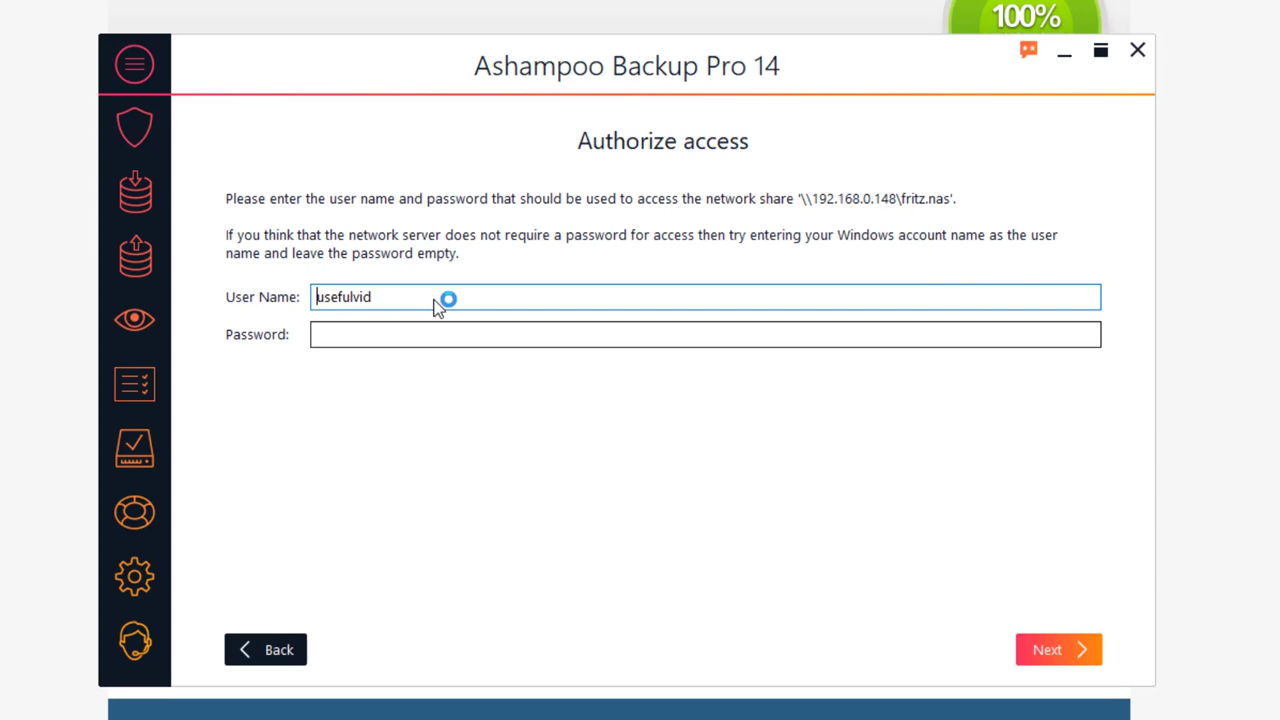 100%
Ashampoo Backup Pro 14
Authorize access
Please enter the user name and password that should be used to access the network share '\\192.168.0.148\fritz.nas'.
If you think that the network server does not require a password for access then try entering your Windows account name as the user
name and leave the password empty.
User Name: usefulvid
Password:
Back
Next